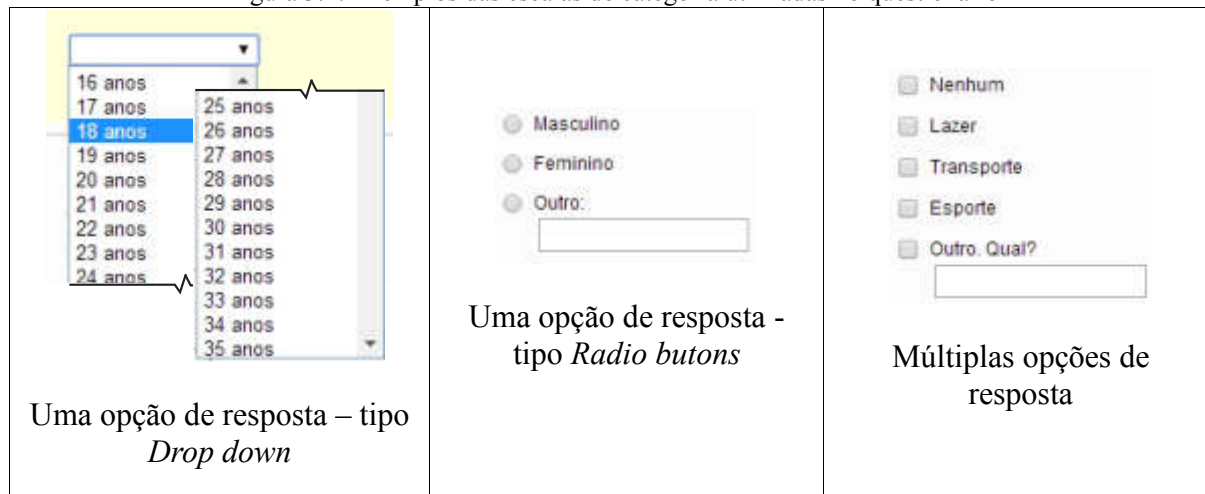 16 anos
17 anos
18 anos
19 anos
20 anos
21 anos
22 anos
23 anos
24 anos
25 anos
26 anos
27 anos
28 anos
29 anos
30 anos
31 anos
32 anos
33 anos
34 anos
35 anos
Uma opção de resposta – tipo
Drop down
Masculino
Feminino
Outro:
Uma opção de resposta -
tipo Radio butons
Nenhum
Lazer
Transporte
Esporte
Outro. Qual?
Múltiplas opções de
resposta